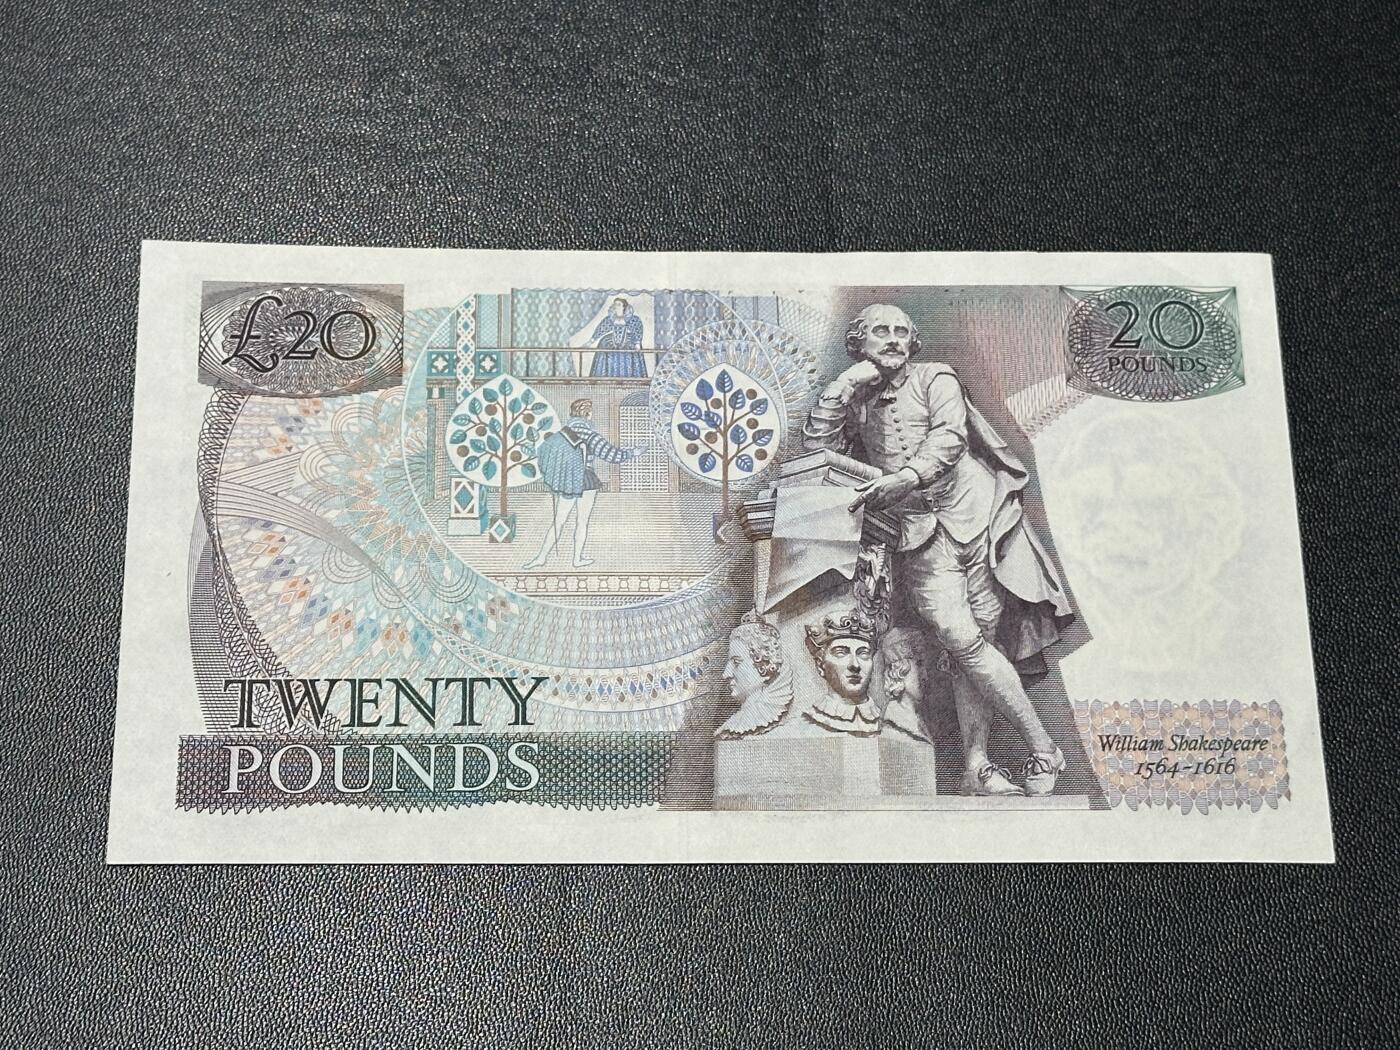 £20
20
POUNDS
TWENTY
POUNDS
William Shakespeare
1564-1616